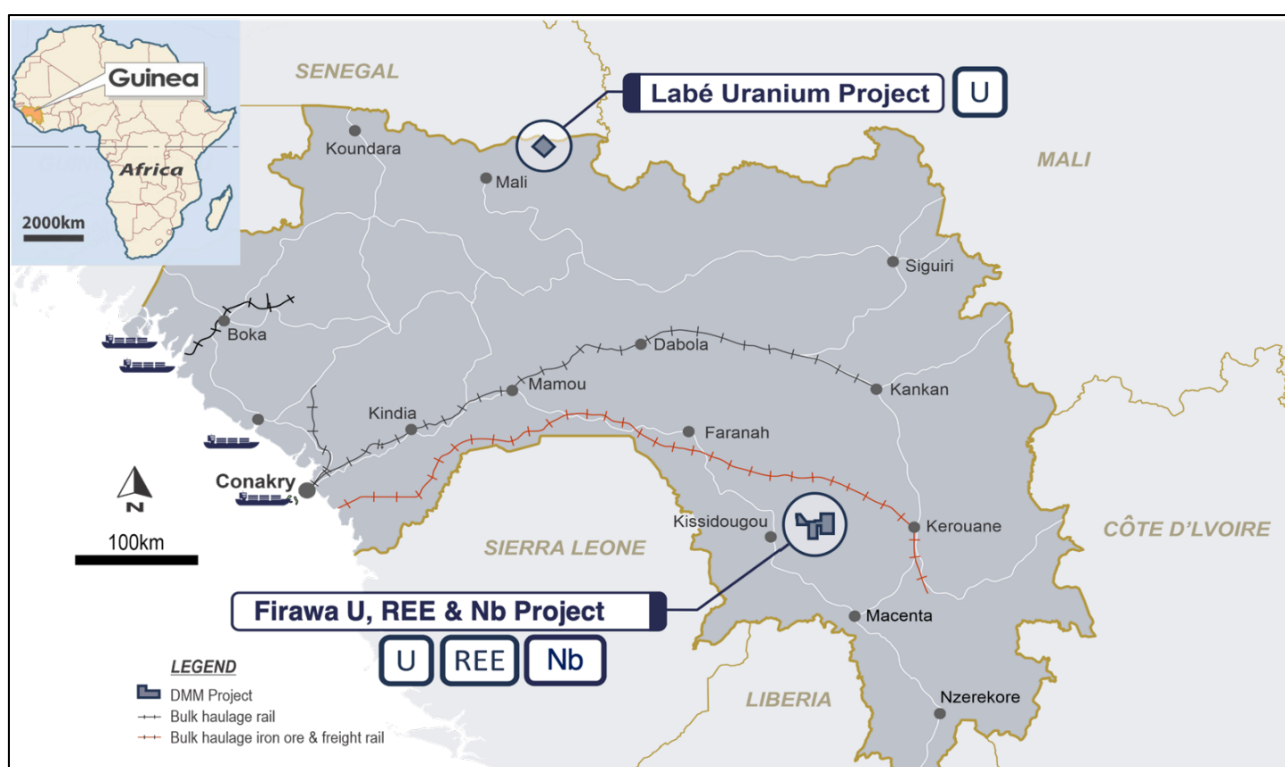 Guinea
Africa
2000km
SENEGAL
Labé Uranium Project
U
Koundara
Mali
MALI
Siguiri
Boka
Dabola
Mamou
Kankan
Kindia
Faranah
Conakry
N
100km
Kissidougou
Kerouane
SIERRA LEONE
CÔTE D'LVOIRE
Firawa U, REE & Nb Project
U
REE
Nb
Macenta
LIBERIA
Nzerekore
LEGEND
DMM Project
Bulk haulage rail
Bulk haulage iron ore & freight rail